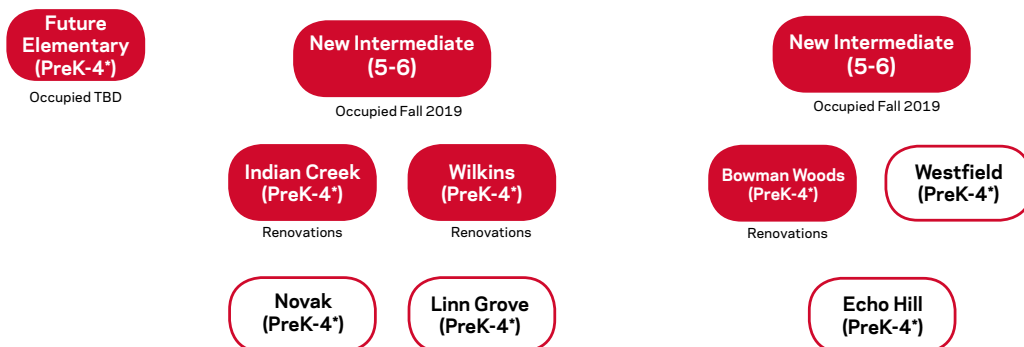 Future
Elementary
(PreK-4*)
Occupied TBD
New Intermediate
(5-6)
Occupied Fall 2019
New Intermediate
(5-6)
Occupied Fall 2019
Indian Creek
(PreK-4*)
Renovations
Wilkins
(PreK-4*)
Renovations
Bowman Woods
(PreK-4*)
Renovations
Westfield
(PreK-4*)
Novak
(PreK-4*)
Linn Grove
(PreK-4*)
Echo Hill
(PreK-4*)